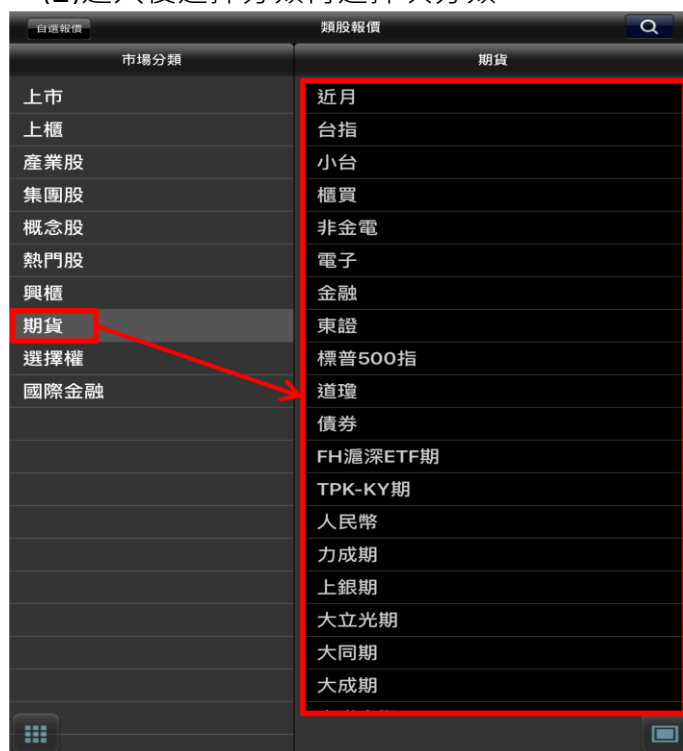 自選報價
類股報價
市場分類
期貨
上市
上櫃
產業股
集團股
概念股
熱門股
興櫃
期貨
選擇權
國際金融
近月
台指
小台
櫃買
非金電
電子
金融
東證
標普500指
道瓊
債券
FH滬深ETF期
TPK-KY期
人民幣
力成期
上銀期
大立光期
大同期
大成期